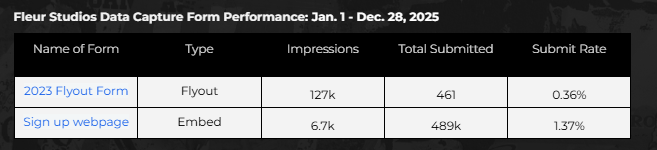 Fleur Studios Data Capture Form Performance: Jan. 1 - Dec. 28, 2025
Name of Form Type Impressions Total Submitted Submit Rate
2023 Flyout Form Flyout 127k 461 0.36%
Sign up webpage Embed 6.7k 489k 1.37%